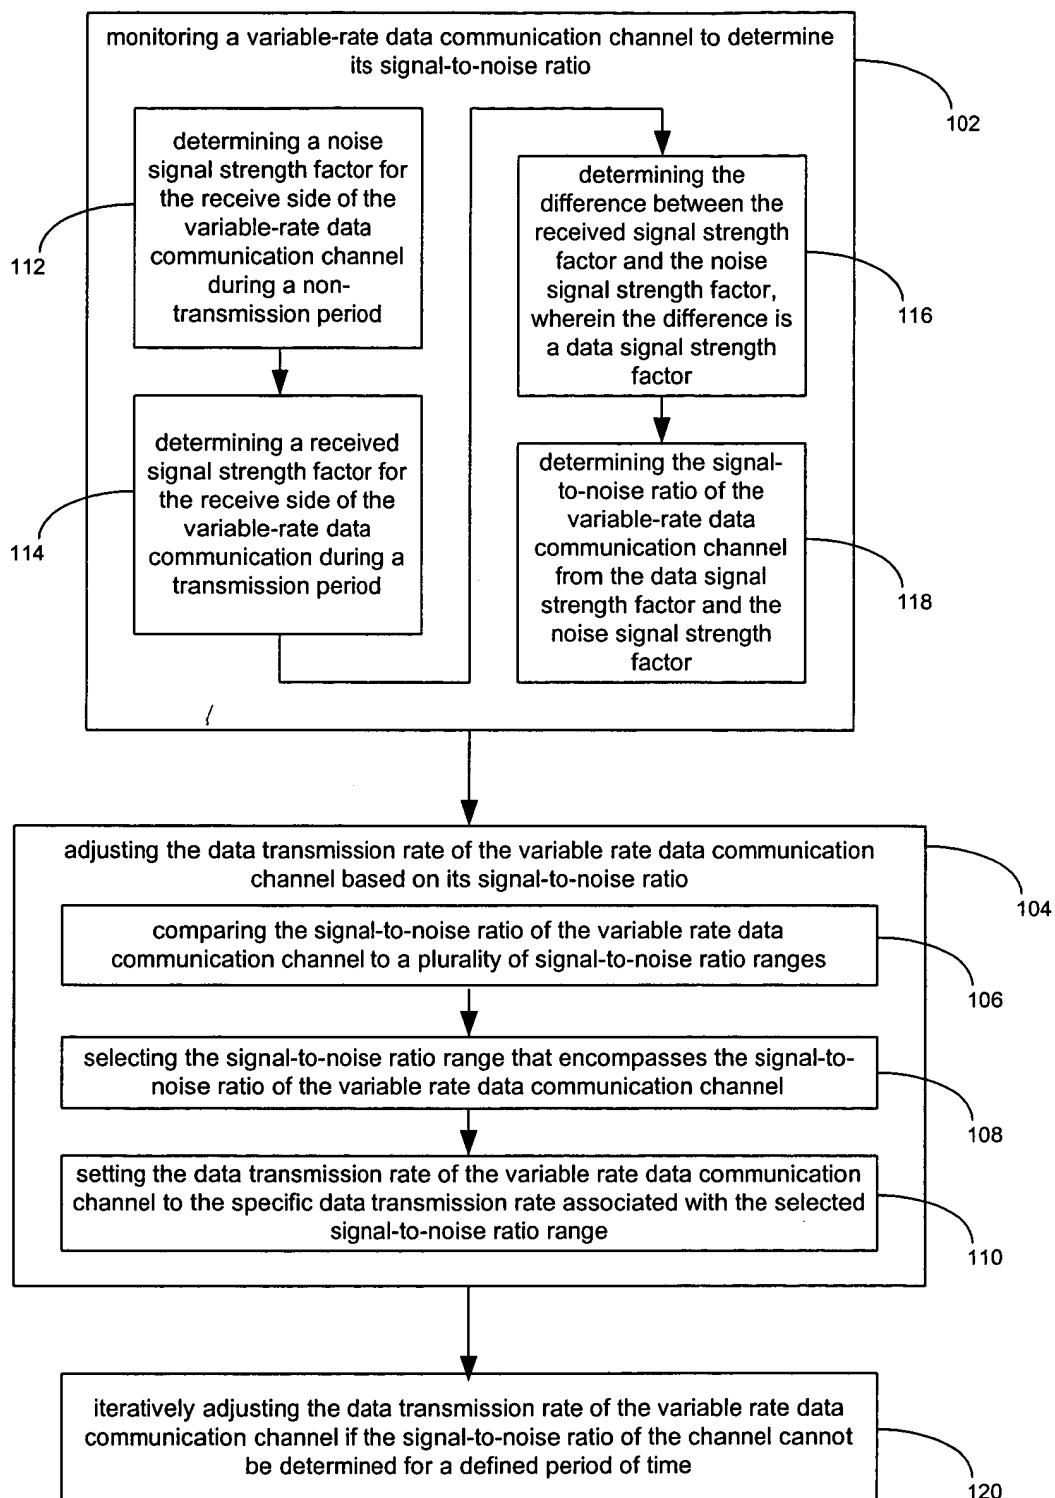 monitoring a variable-rate data communication channel to determine
its signal-to-noise ratio
102
determining a noise
signal strength factor for
the receive side of the
variable-rate data
communication channel
during a non-
transmission period
112
determining a received
signal strength factor for
the receive side of the
variable-rate data
communication during a
transmission period
114
determining the
difference between the
received signal strength
factor and the noise
signal strength factor,
wherein the difference is
a data signal strength
factor
116
determining the signal-
to-noise ratio of the
variable-rate data
communication channel
from the data signal
strength factor and the
noise signal strength
factor
118
adjusting the data transmission rate of the variable rate data communication
channel based on its signal-to-noise ratio
104
comparing the signal-to-noise ratio of the variable rate data
communication channel to a plurality of signal-to-noise ratio ranges
106
selecting the signal-to-noise ratio range that encompasses the signal-to-
noise ratio of the variable rate data communication channel
108
setting the data transmission rate of the variable rate data communication
channel to the specific data transmission rate associated with the selected
signal-to-noise ratio range
110
iteratively adjusting the data transmission rate of the variable rate data
communication channel if the signal-to-noise ratio of the channel cannot
be determined for a defined period of time
120